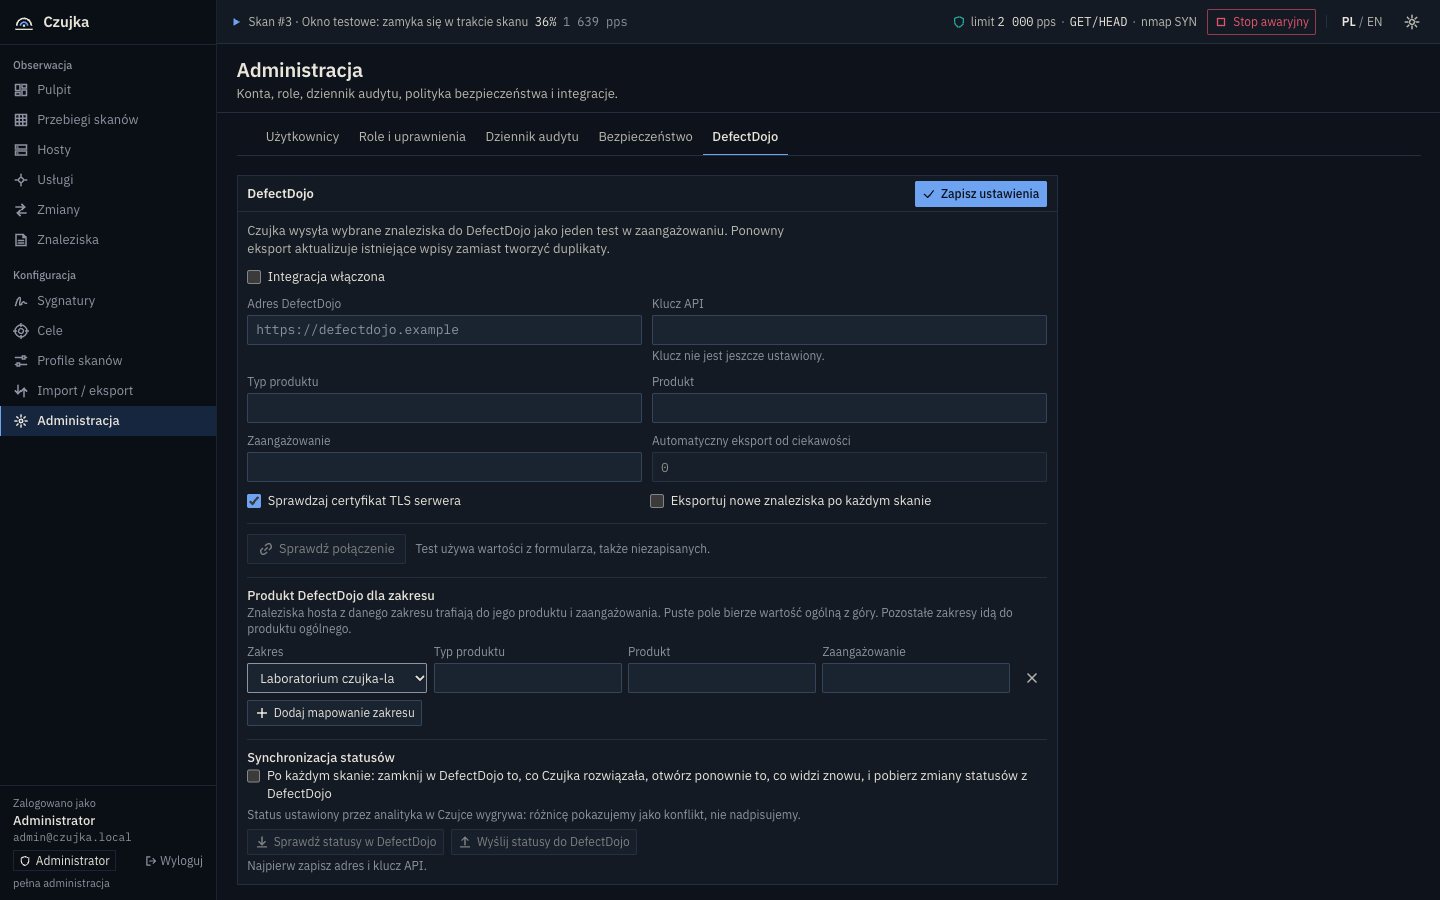 Czujka
Skan #3 · Okno testowe: zamyka się w trakcie skanu 36% 1 639 pps
limit 2 000 pps · GET/HEAD · nmap SYN
Stop awaryjny
PL / EN
Obserwacja
Pulpit
Przebiegi skanów
Hosty
Usługi
Zmiany
Znaleziska
Konfiguracja
Sygnatury
Cele
Profile skanów
Import / eksport
Administracja
Zalogowano jako
Administrator
admin@czujka.local
Administrator
Wyloguj
pełna administracja
Administracja
Konta, role, dziennik audytu, polityka bezpieczeństwa i integracje.
Użytkownicy
Role i uprawnienia
Dziennik audytu
Bezpieczeństwo
DefectDojo
DefectDojo
Zapisz ustawienia
Czujka wysyła wybrane znaleziska do DefectDojo jako jeden test w zaangażowaniu. Ponowny
eksport aktualizuje istniejące wpisy zamiast tworzyć duplikaty.
Integracja włączona
Adres DefectDojo
Klucz API
https://defectdojo.example
Klucz nie jest jeszcze ustawiony.
Typ produktu
Produkt
Zaangażowanie
Automatyczny eksport od ciekawości
0
Sprawdzaj certyfikat TLS serwera
Eksportuj nowe znaleziska po każdym skanie
Sprawdź połączenie
Test używa wartości z formularza, także niezapisanych.
Produkt DefectDojo dla zakresu
Znaleziska hosta z danego zakresu trafiają do jego produktu i zaangażowania. Puste pole bierze wartość ogólną z góry. Pozostałe zakresy idą do
produktu ogólnego.
Zakres
Typ produktu
Produkt
Zaangażowanie
Laboratorium czujka-la
Dodaj mapowanie zakresu
Synchronizacja statusów
Po każdym skanie: zamknij w DefectDojo to, co Czujka rozwiązała, otwórz ponownie to, co widzi znowu, i pobierz zmiany statusów z
DefectDojo
Status ustawiony przez analityka w Czujce wygrywa: różnicę pokazujemy jako konflikt, nie nadpisujemy.
Sprawdź statusy w DefectDojo
Wyślij statusy do DefectDojo
Najpierw zapisz adres i klucz API.